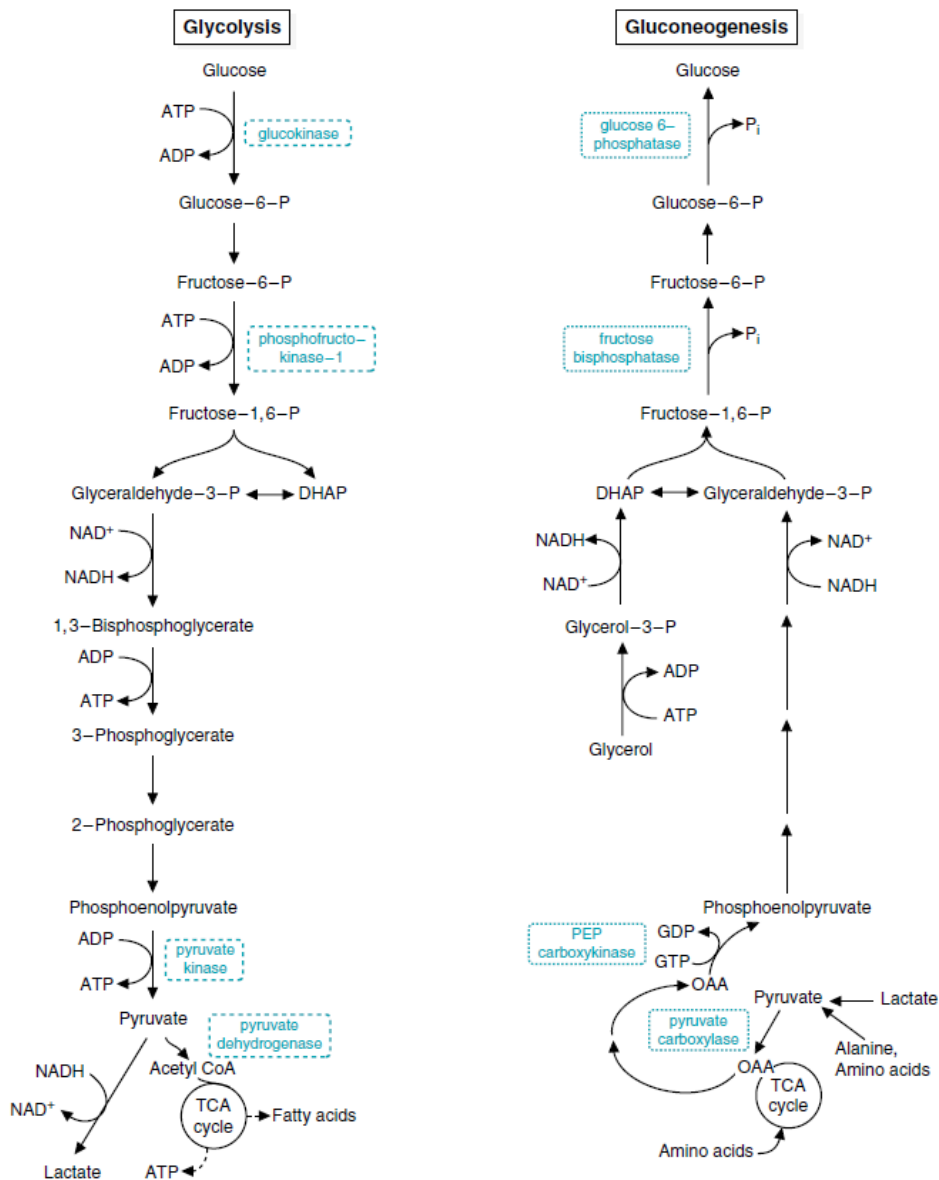 Glycolysis
Glucose
ATP
glucokinase
ADP
Glucose-6-P
Fructose-6-P
ATP
phosphofructo-
kinase-1
ADP
Fructose-1,6-P
Glyceraldehyde-3-P
DHAP
NAD+
NADH
1,3-Bisphosphoglycerate
ADP
ATP
3-Phosphoglycerate
2-Phosphoglycerate
Phosphoenolpyruvate
ADP
pyruvate
kinase
ATP
Pyruvate
pyruvate
dehydrogenase
Acetyl CoA
NADH
NAD+
TCA
cycle
Fatty acids
Lactate
ATP
Gluconeogenesis
Glucose
glucose 6-
phosphatase
Pi
Glucose-6-P
Fructose-6-P
fructose
bisphosphatase
Pi
Fructose-1,6-P
DHAP
Glyceraldehyde-3-P
NADH
NAD+
NAD+
NADH
Glycerol-3-P
ADP
ATP
Glycerol
Phosphoenolpyruvate
PEP
carboxykinase
GDP
GTP
OAA
Pyruvate
Lactate
pyruvate
carboxylase
Alanine,
Amino acids
OAA
TCA
cycle
Amino acids